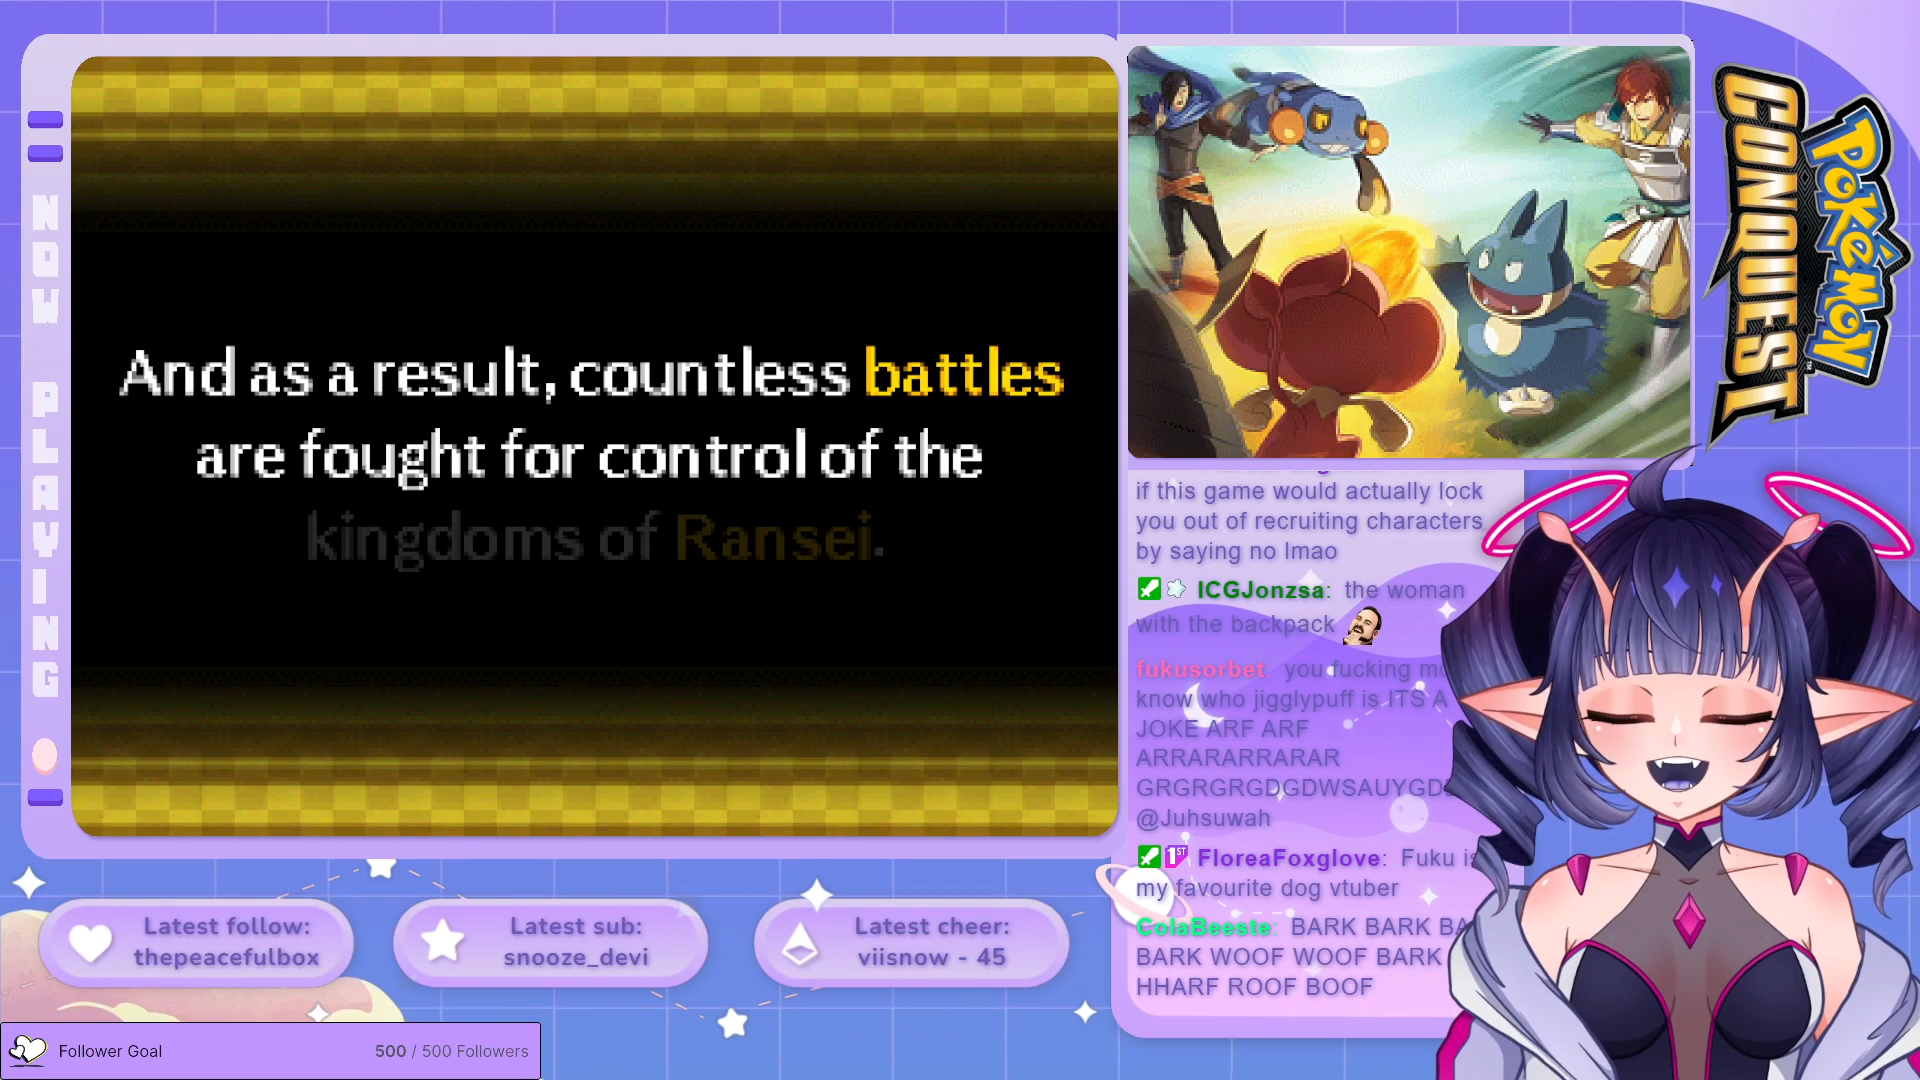 NOW PLAYING
And as a result, countless battles
are fought for control of the
kingdoms of Ransei.
POKÉMON
CONQUEST
if this game would actually lock
you out of recruiting characters
by saying no lmao
ICGJonzsa: the woman
with the backpack
fukusorbet you fucking
know who jigglypuff is ITS A
JOKE ARF ARF
ARRARARRARAR
@Juhsuwah
1ST FloreaFoxglove: Fuku is
my favourite dog vtuber
ColaBeeste: BARK BARK
BARK WOOF WOOF BARK
HHARF ROOF BOOF
Latest follow:
thepeacefulbox
Latest sub:
snooze_devi
Latest cheer:
viisnow - 45
Follower Goal 500 / 500 Followers